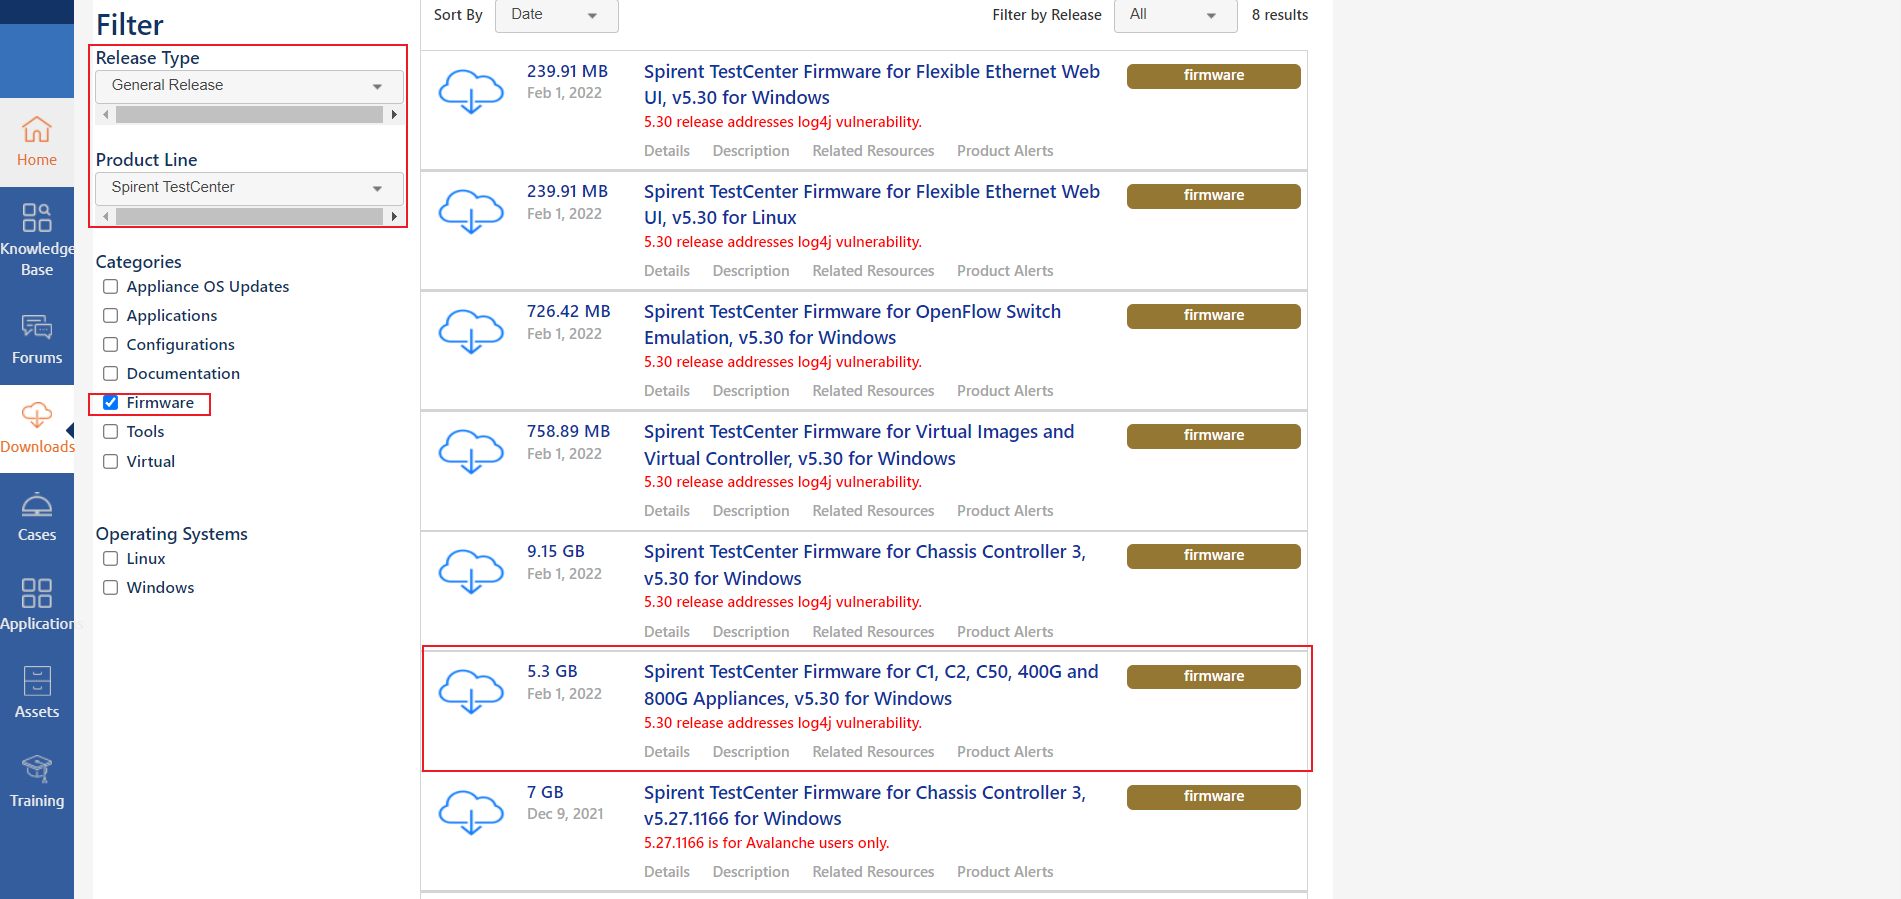 Home
Knowledge
Base
Forums
Downloads
Cases
Application
Assets
Training
Filter
Release Type
General Release
Product Line
Spirent TestCenter
Categories
Appliance OS Updates
Applications
Configurations
Documentation
Firmware
Tools
Virtual
Operating Systems
Linux
Windows
Sort By Date Filter by Release All 8 results
239.91 MB
Feb 1, 2022
Spirent TestCenter Firmware for Flexible Ethernet Web
UI, v5.30 for Windows
5.30 release addresses log4j vulnerability.
Details Description Related Resources Product Alerts
firmware
239.91 MB
Feb 1, 2022
Spirent TestCenter Firmware for Flexible Ethernet Web
UI, v5.30 for Linux
5.30 release addresses log4j vulnerability.
Details Description Related Resources Product Alerts
firmware
726.42 MB
Feb 1, 2022
Spirent TestCenter Firmware for OpenFlow Switch
Emulation, v5.30 for Windows
5.30 release addresses log4j vulnerability.
Details Description Related Resources Product Alerts
firmware
758.89 MB
Feb 1, 2022
Spirent TestCenter Firmware for Virtual Images and
Virtual Controller, v5.30 for Windows
5.30 release addresses log4j vulnerability.
Details Description Related Resources Product Alerts
firmware
9.15 GB
Feb 1, 2022
Spirent TestCenter Firmware for Chassis Controller 3,
v5.30 for Windows
5.30 release addresses log4j vulnerability.
Details Description Related Resources Product Alerts
firmware
5.3 GB
Feb 1, 2022
Spirent TestCenter Firmware for C1, C2, C50, 400G and
800G Appliances, v5.30 for Windows
5.30 release addresses log4j vulnerability.
Details Description Related Resources Product Alerts
firmware
7 GB
Dec 9, 2021
Spirent TestCenter Firmware for Chassis Controller 3,
v5.27.1166 for Windows
5.27.1166 is for Avalanche users only.
Details Description Related Resources Product Alerts
firmware